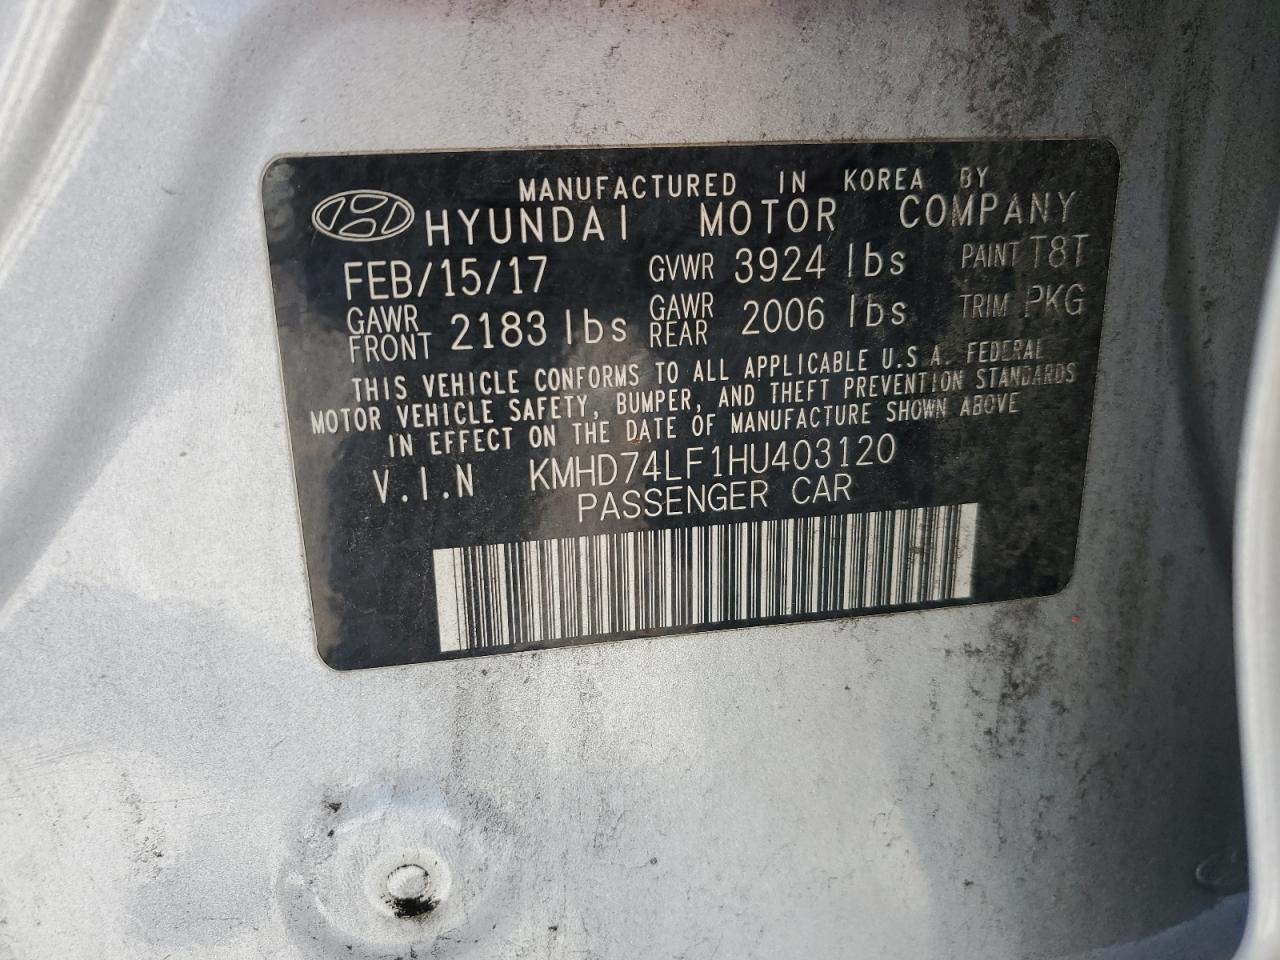 MANUFACTURED IN KOREA BY
HYUNDAI MOTOR COMPANY
FEB/15/17 GVWR 3924 lbs PAINT T8T
GAWR FRONT 2183 lbs GAWR REAR 2006 lbs TRIM PKG
THIS VEHICLE CONFORMS TO ALL APPLICABLE U.S.A. FEDERAL
MOTOR VEHICLE SAFETY, BUMPER, AND THEFT PREVENTION STANDARDS
IN EFFECT ON THE DATE OF MANUFACTURE SHOWN ABOVE
V.I.N KMHD74LF1HU403120
PASSENGER CAR